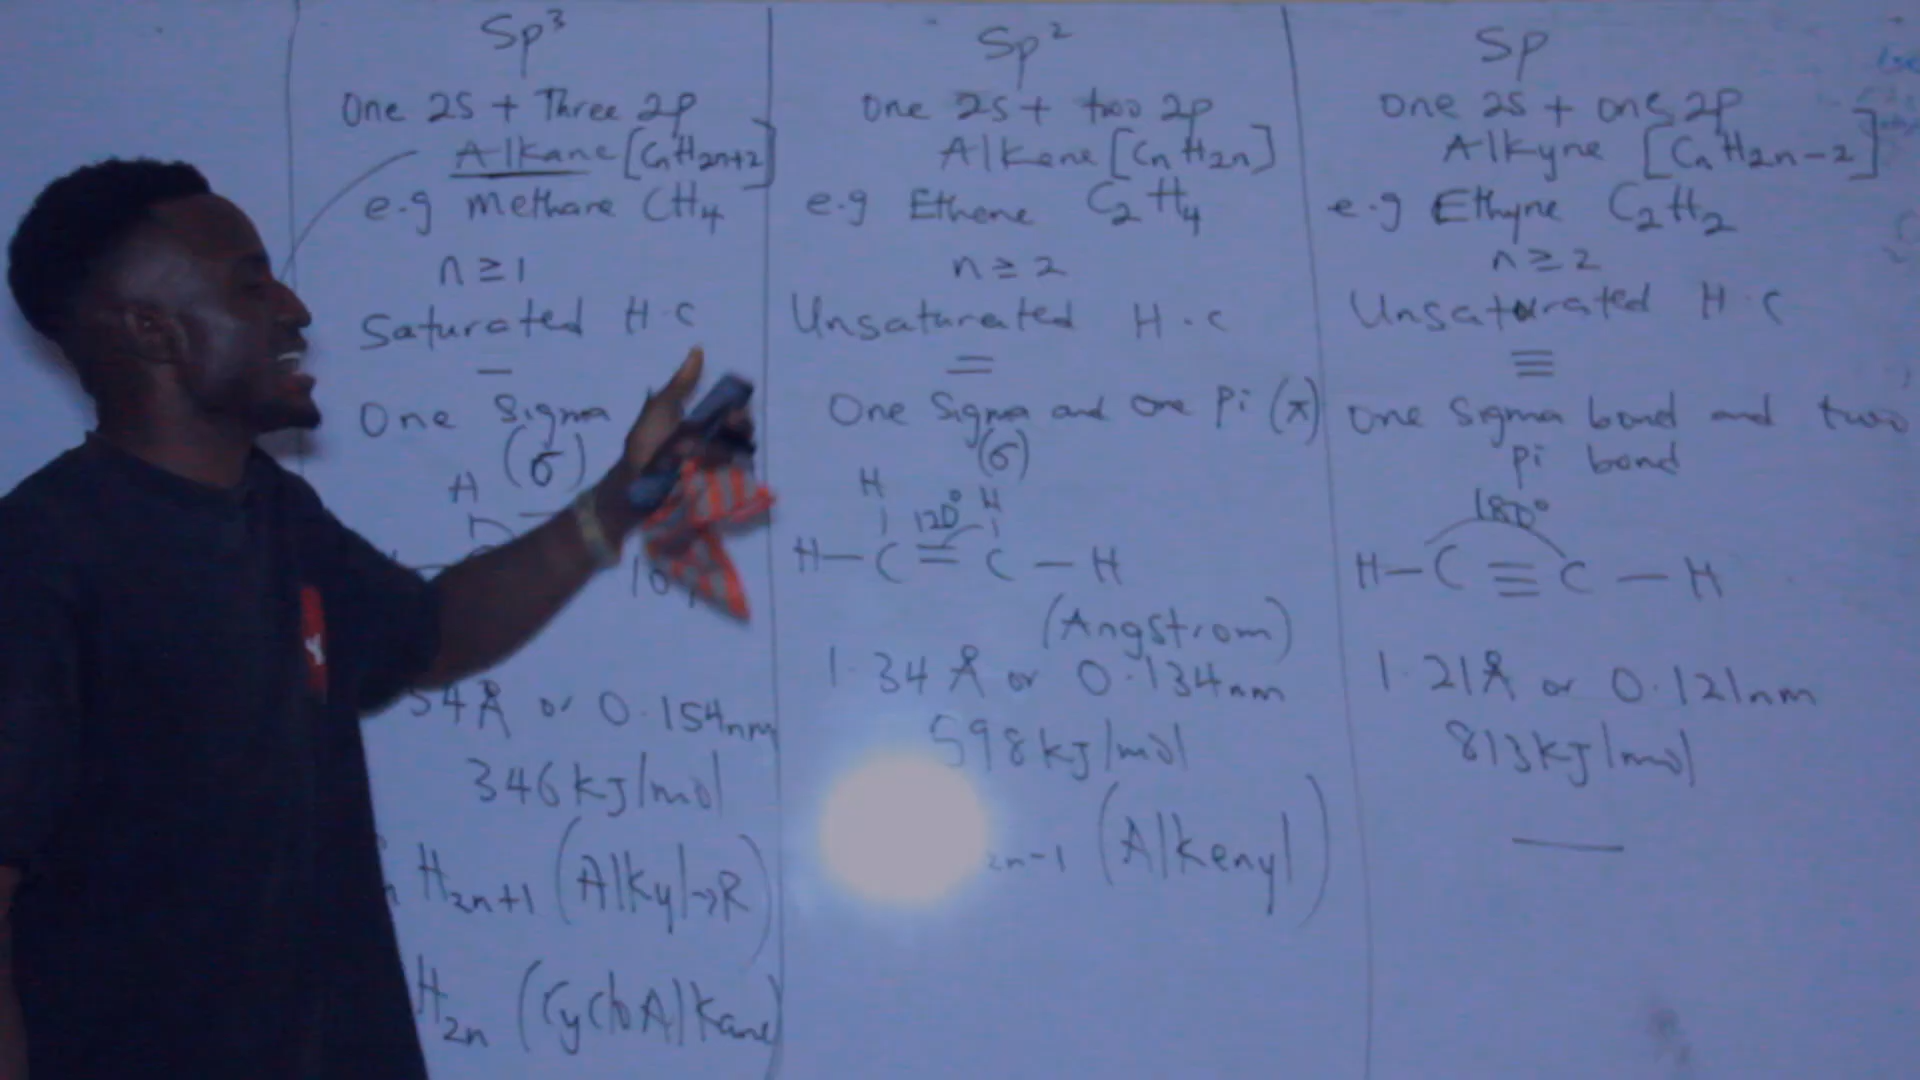 Sp³
One 2S + Three 2p
Alkane [CnH2n+2]
e.g methane CH4
n ≥ 1
Saturated H.C
–
One Sigma
(σ)
H
54 Å or 0.154nm
346 kJ/mol
H2n+1 (Alkyl→R)
H2n (CycloAlkane)
Sp²
One 2S + two 2p
Alkene [CnH2n]
e.g Ethene C2H4
n ≥ 2
Unsaturated H.C
=
One Sigma and one Pi (π)
(σ)
H 120° H
H — C = C — H
(Angstrom)
1.34 Å or 0.134nm
598kJ/mol
2n-1 (Alkenyl)
Sp
One 2S + one 2p
Alkyne [CnH2n-2]
e.g Ethyne C2H2
n ≥ 2
Unsaturated H.C
≡
One Sigma bond and two
Pi bond
180°
H — C ≡ C — H
1.21Å or 0.121nm
813kJ/mol
—